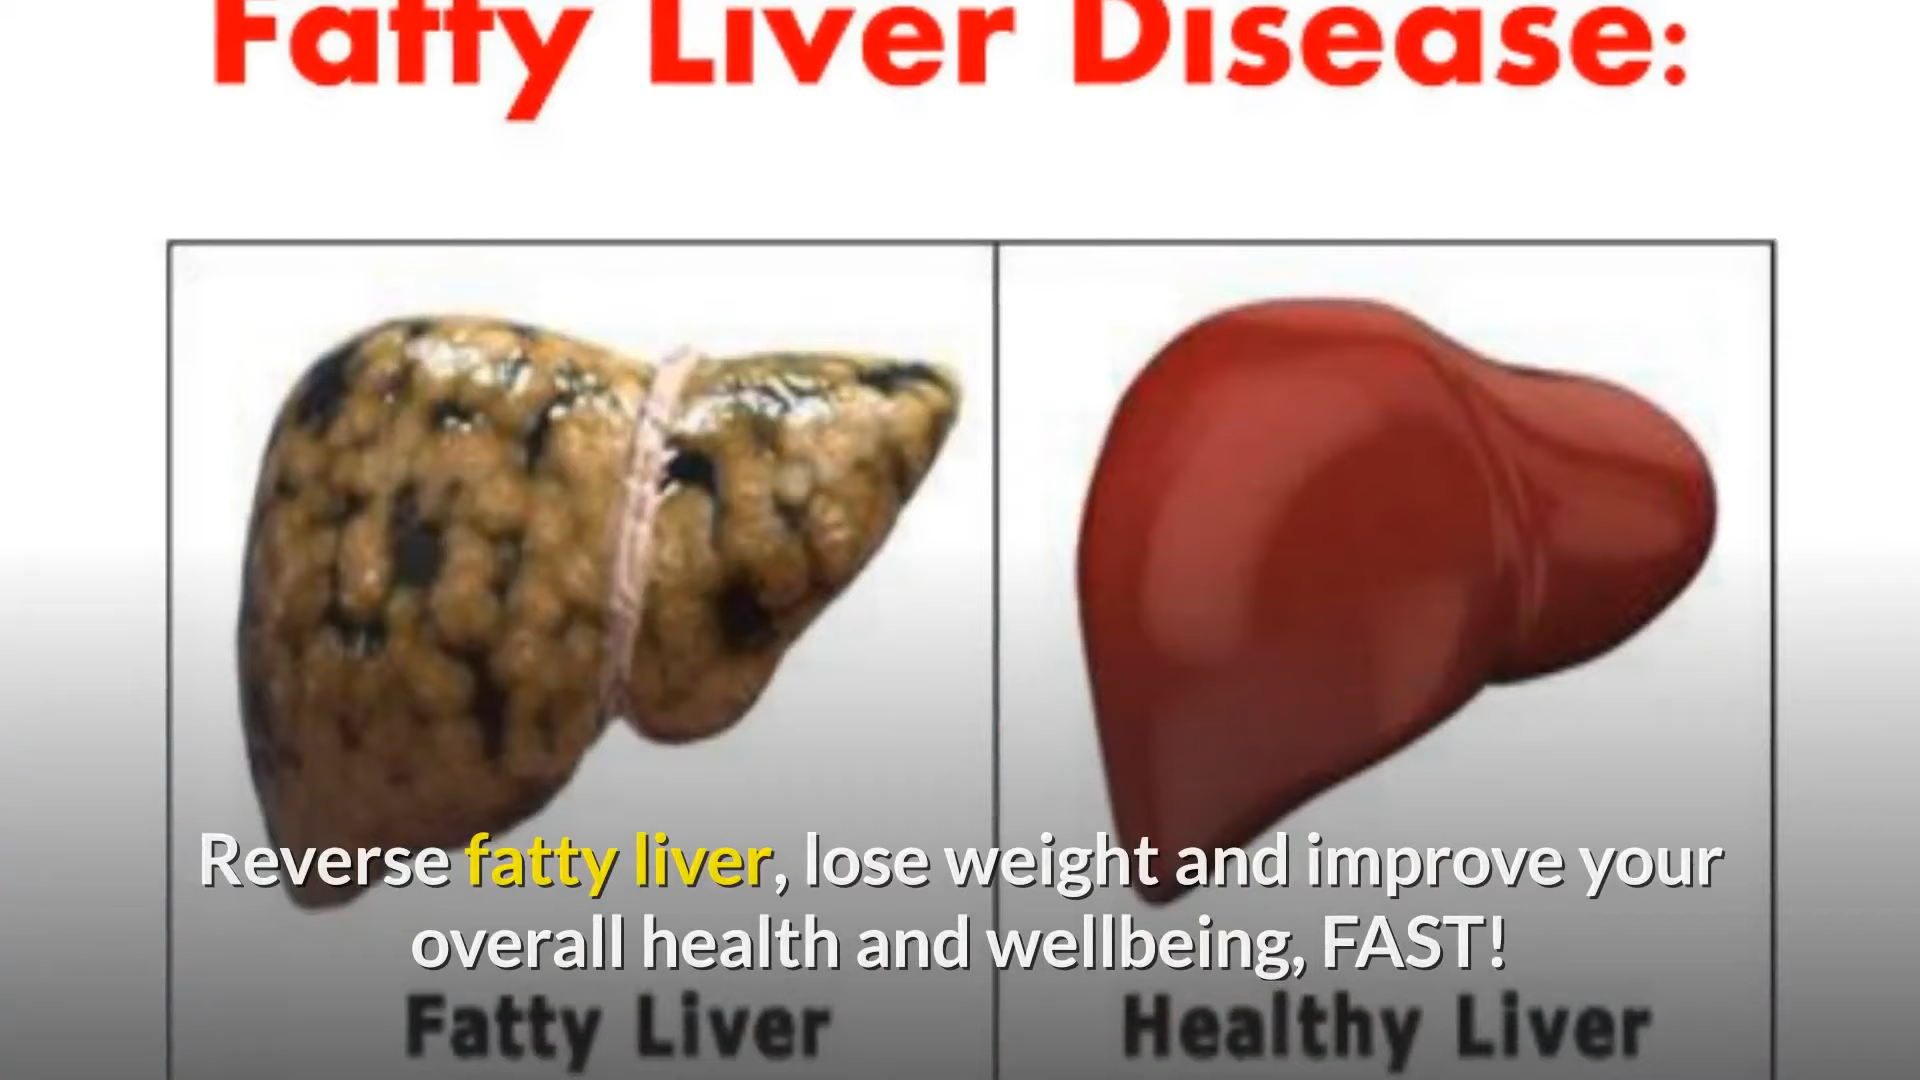 Fatty Liver Disease:
Reverse fatty liver, lose weight and improve your
overall health and wellbeing, FAST!
Fatty Liver
Healthy Liver